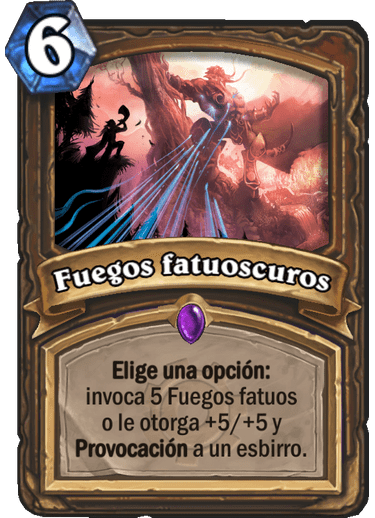 6
Fuegos fatuoscuros
Elige una opción:
invoca 5 Fuegos fatuos
o le otorga +5/+5 y
Provocación a un esbirro.